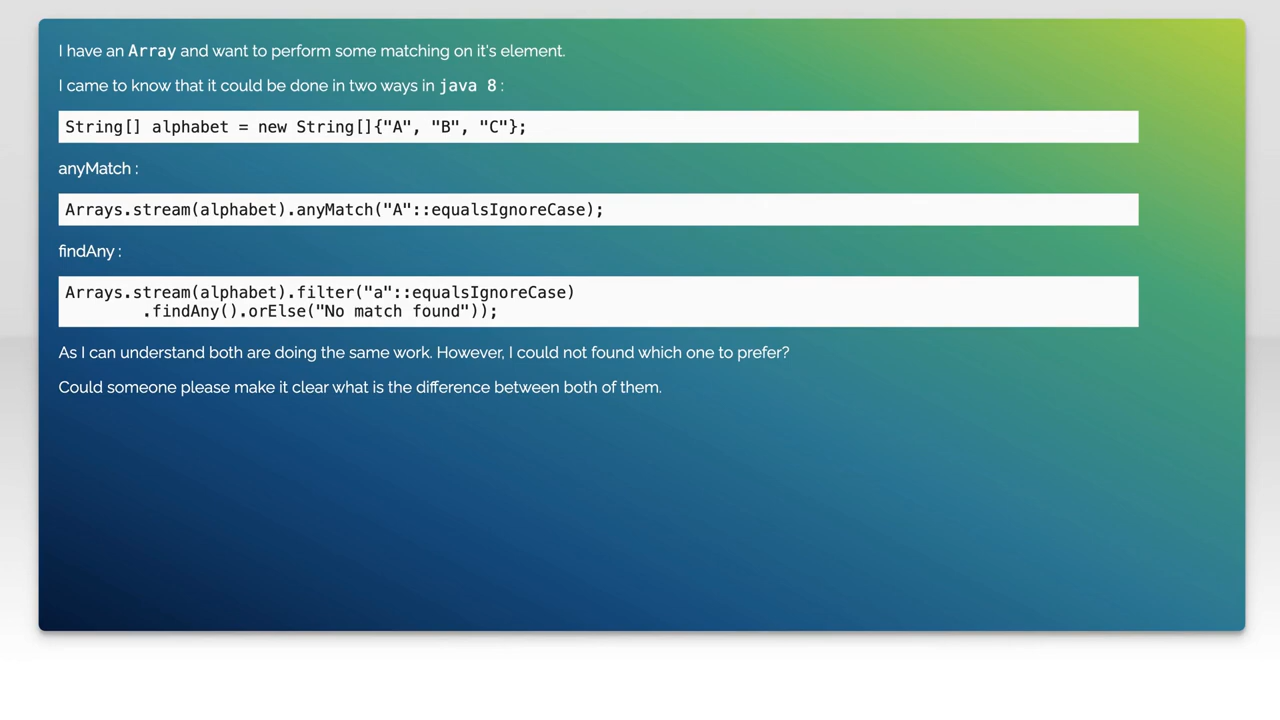 I have an Array and want to perform some matching on it's element.
I came to know that it could be done in two ways in java 8 :
String[] alphabet = new String[]{"A", "B", "C"};
anyMatch :
Arrays.stream(alphabet).anyMatch("A"::equalsIgnoreCase);
findAny :
Arrays.stream(alphabet).filter("a"::equalsIgnoreCase)
        .findAny().orElse("No match found"));
As I can understand both are doing the same work. However, I could not found which one to prefer?
Could someone please make it clear what is the difference between both of them.